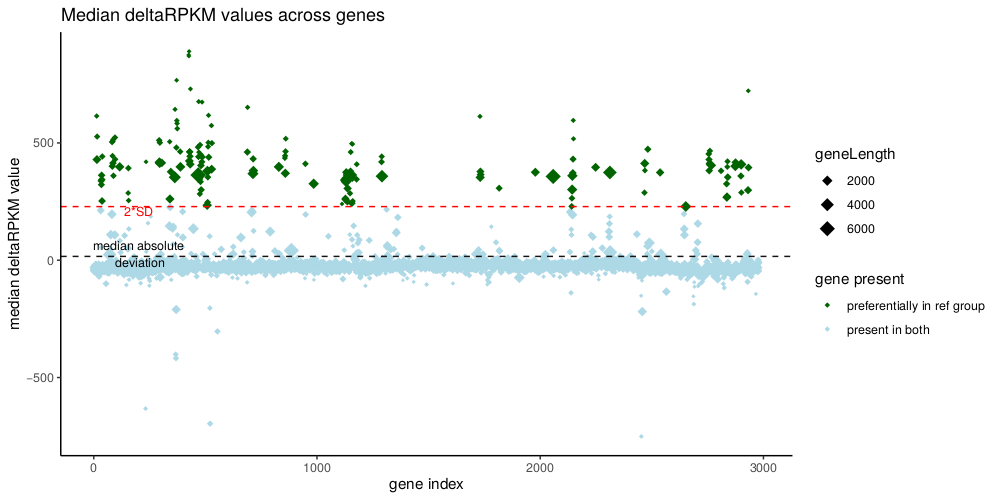 Median deltaRPKM values across genes
median deltaRPKM value
500
0
−500
2*SD
median absolute
deviation
0
1000
2000
3000
gene index
geneLength
2000
4000
6000
gene present
preferentially in ref group
present in both